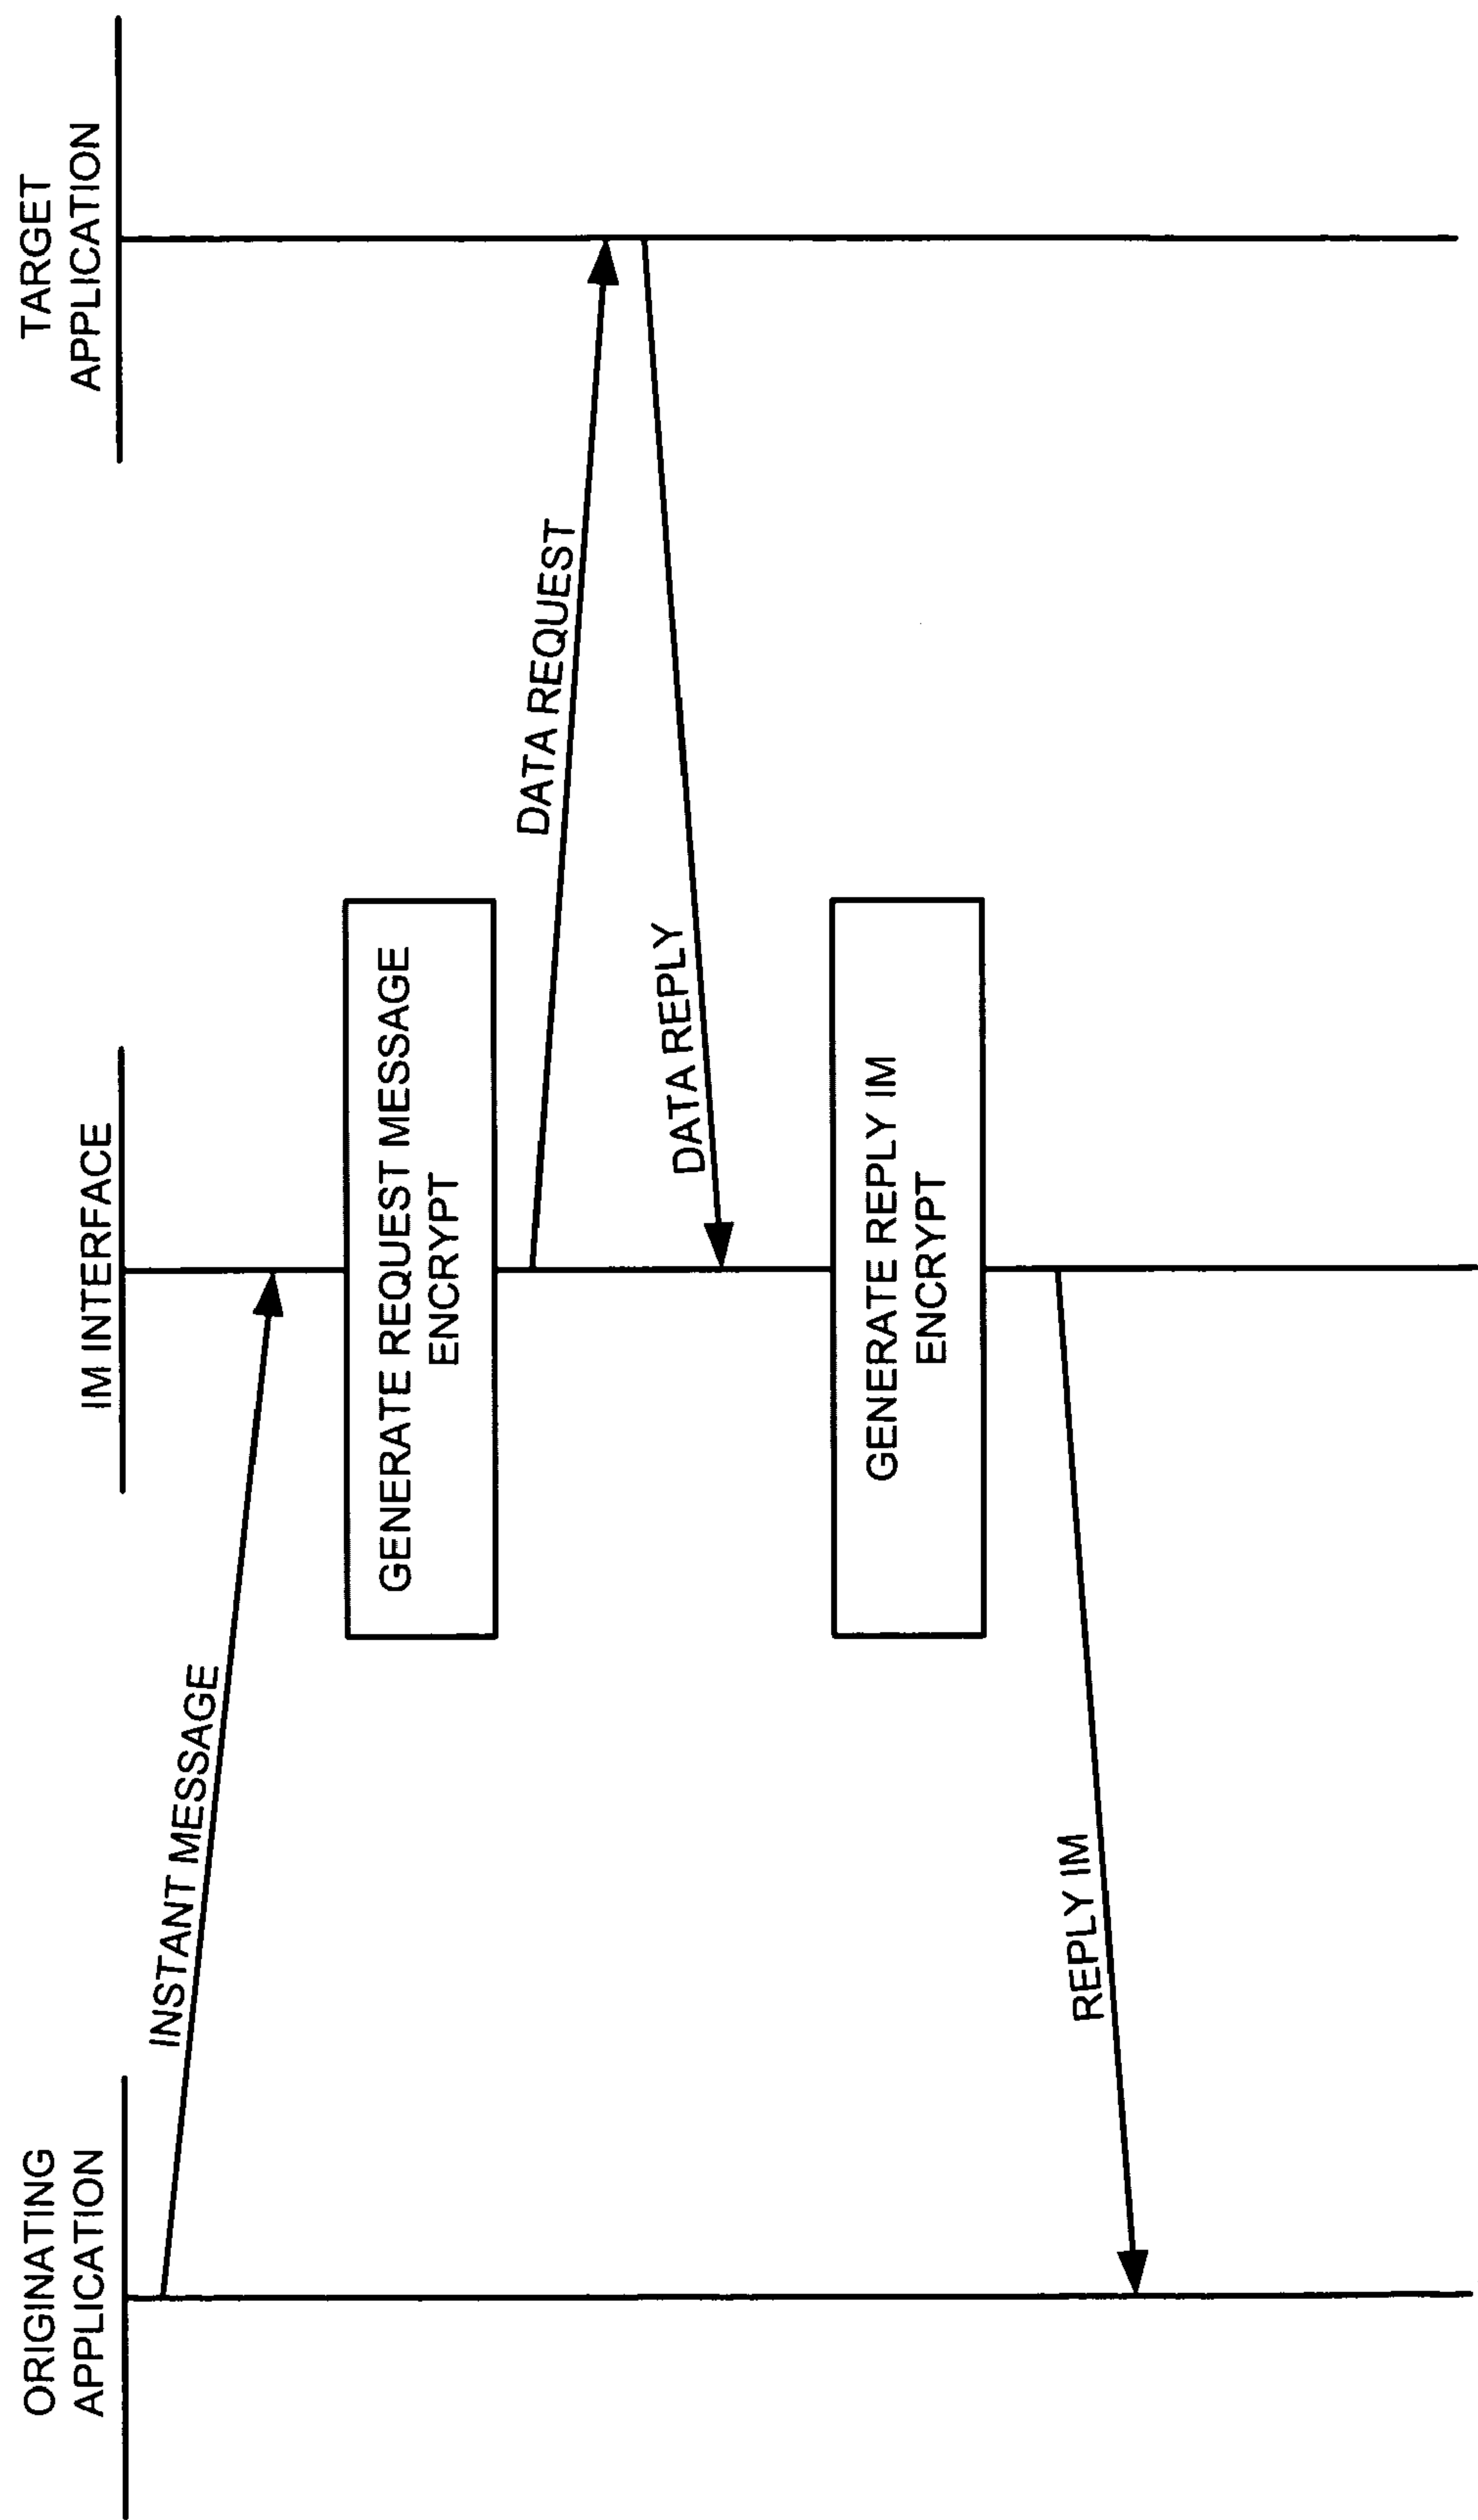 ORIGINATING
APPLICATION
IM INTERFACE
TARGET
APPLICATION
INSTANT MESSAGE
GENERATE REQUEST MESSAGE
ENCRYPT
DATA REQUEST
DATA REPLY
GENERATE REPLY IM
ENCRYPT
REPLY IM